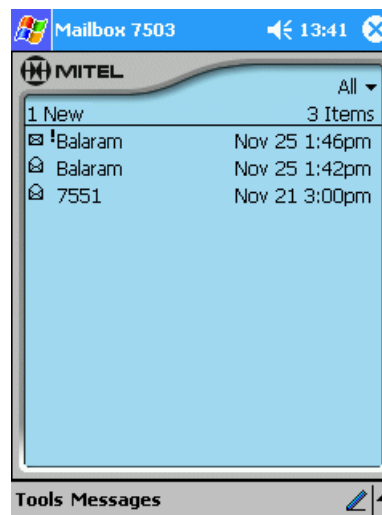 Mailbox 7503 13:41
MITEL
All
1 New 3 Items
!Balaram Nov 25 1:46pm
Balaram Nov 25 1:42pm
7551 Nov 21 3:00pm
Tools Messages